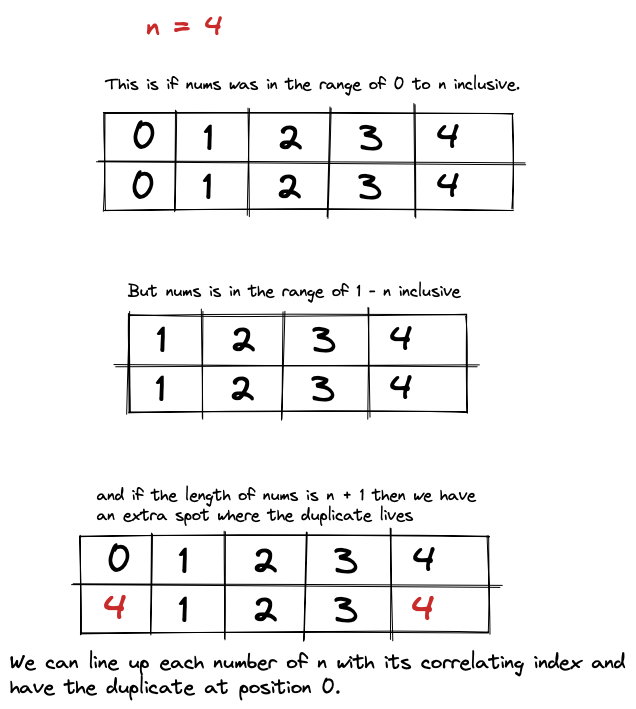 n = 4
This is if nums was in the range of 0 to n inclusive.
0 1 2 3 4
0 1 2 3 4
But nums is in the range of 1 - n inclusive
1 2 3 4
1 2 3 4
and if the length of nums is n + 1 then we have
an extra spot where the duplicate lives
0 1 2 3 4
4 1 2 3 4
We can line up each number of n with its correlating index and
have the duplicate at position 0.